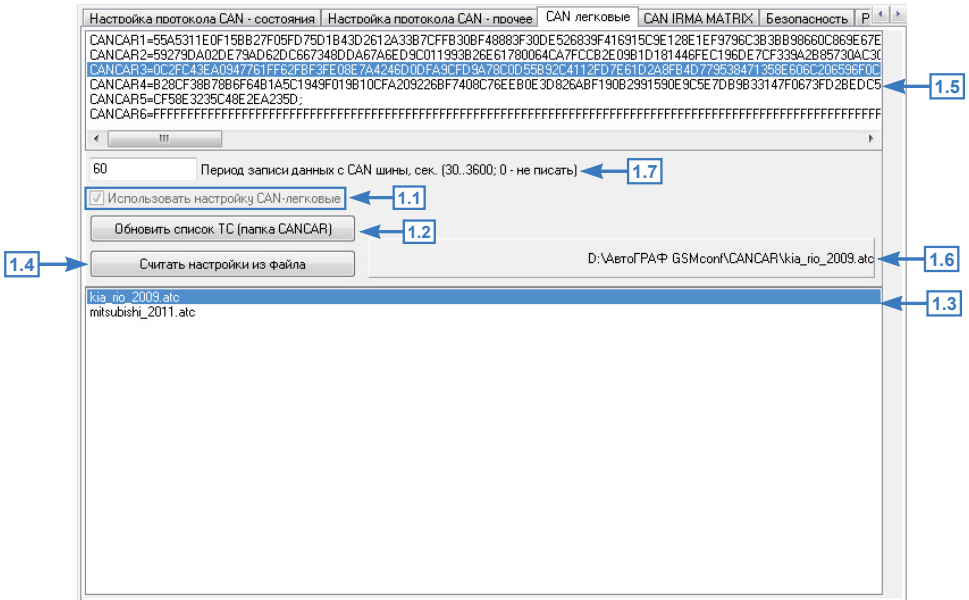 Настройка протокола CAN - состояния Настройка протокола CAN - прочее CAN легковые CAN IRMA MATRIX Безопасность Р
CANCAR1=55A5311E0F15BB27F05FD75D1B43D2612A33B7CFFB30BF48883F30DE526839F416915C9E128E1EF9796C3B3BB98660C869E67E
CANCAR2=59279DA02DE79AD62DC667348DDA67A6ED9C011993B26E61780064CA7FCCB2E09B1D181446FEC196DE7CF339A2B85730AC30
CANCAR3=0C2FC43EA0947761FF62FBF3FE08E7A4246D0DFA9CFD9A78C0D55B92C4112FD7E61D2A8FB4D779538471358E606C206596F0C
CANCAR4=B28CF38B78B6F64B1A5C1949F019B10CFA209226BF7408C76EEB0E3D826ABF190B2991590E9C5E7DB9B33147F0673FD2BEDC5
1.5
CANCAR5=CF58E3235C48E2EA235D;
CANCAR6=FFFFFFFFFFFFFFFFFFFFFFFFFFFFFFFFFFFFFFFFFFFFFFFFFFFFFFFFFFFFFFFFFFFFFFFFFFFFFFFFFFFFFFFFFFFFFFFFFFFF
60 Период записи данных с CAN шины, сек. (30..3600; 0 - не писать) 1.7
Использовать настройку CAN-легковые 1.1
Обновить список ТС (папка CANCAR) 1.2
1.4 Считать настройки из файла D:\АвтоГРАФ GSMconf\CANCAR\kia_rio_2009.atc 1.6
kia_rio_2009.atc 1.3
mitsubishi_2011.atc